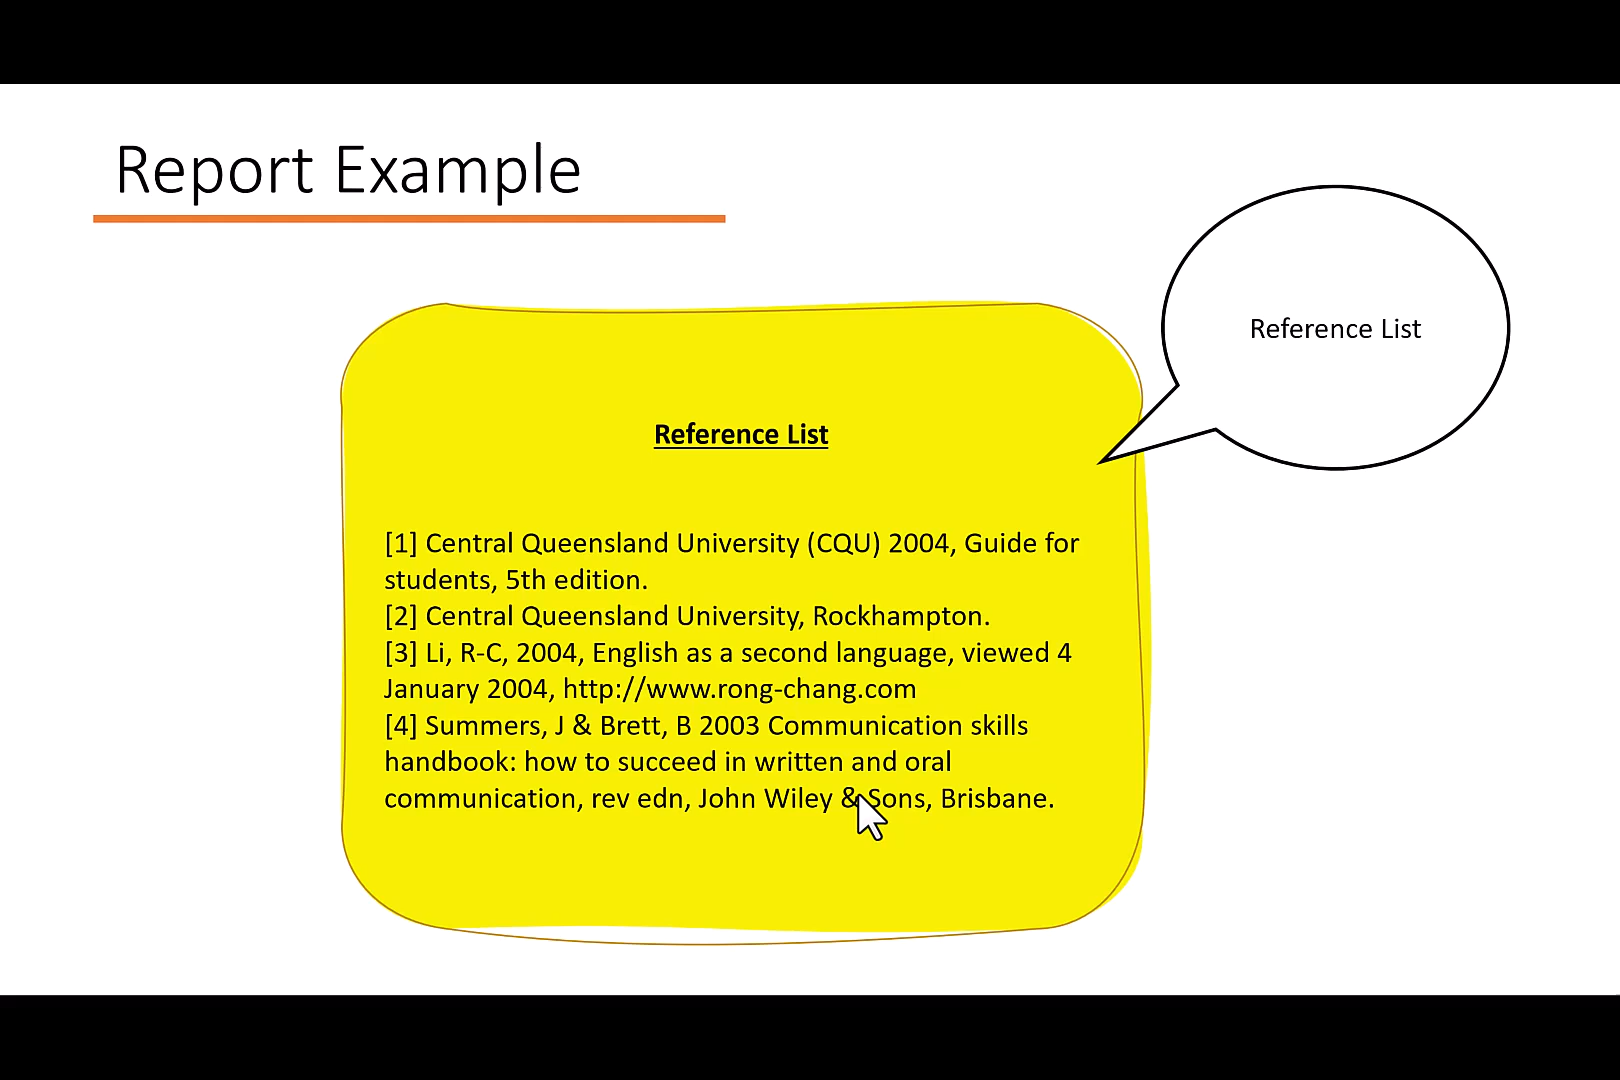 Report Example
Reference List
Reference List
[1] Central Queensland University (CQU) 2004, Guide for
students, 5th edition.
[2] Central Queensland University, Rockhampton.
[3] Li, R-C, 2004, English as a second language, viewed 4
January 2004, http://www.rong-chang.com
[4] Summers, J & Brett, B 2003 Communication skills
handbook: how to succeed in written and oral
communication, rev edn, John Wiley & Sons, Brisbane.